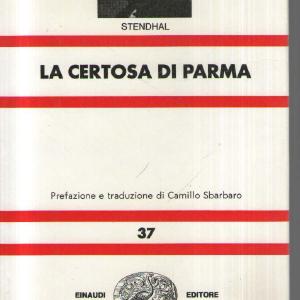 STENDHAL
LA CERTOSA DI PARMA
Prefazione e traduzione di Camillo Sbarbaro
37
EINAUDI EDITORE